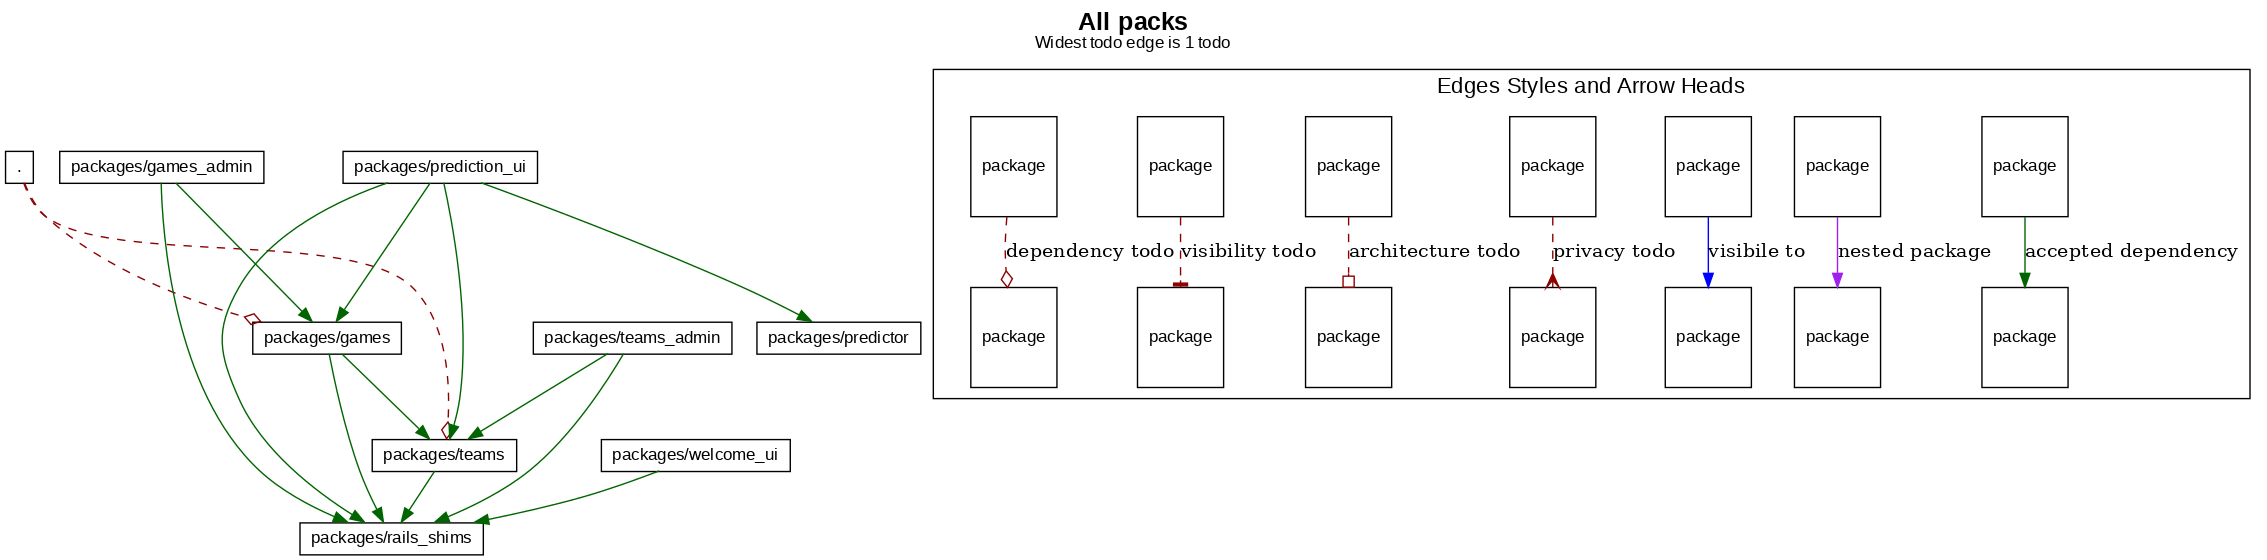 All packs
Widest todo edge is 1 todo
Edges Styles and Arrow Heads
package
package
package
package
package
package
package
dependency todo
visibility todo
architecture todo
privacy todo
visibile to
nested package
accepted dependency
package
package
package
package
package
package
package
.
packages/games_admin
packages/prediction_ui
packages/games
packages/teams_admin
packages/predictor
packages/teams
packages/welcome_ui
packages/rails_shims